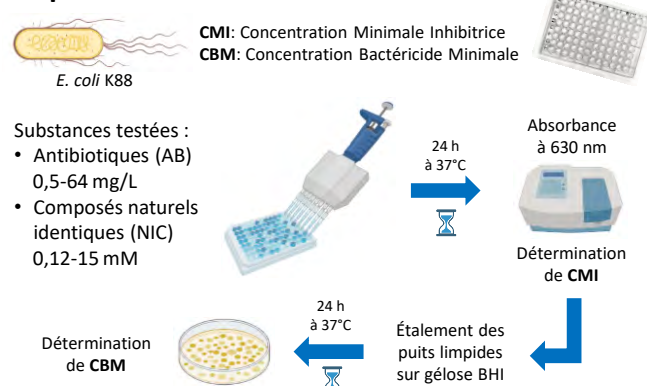 CMI: Concentration Minimale Inhibitrice
CBM: Concentration Bactéricide Minimale
E. coli K88
Substances testées :
• Antibiotiques (AB)
0,5-64 mg/L
• Composés naturels
identiques (NIC)
0,12-15 mM
24 h
à 37°C
Absorbance
à 630 nm
Détermination
de CMI
Étalement des
puits limpides
sur gélose BHI
24 h
à 37°C
Détermination
de CBM